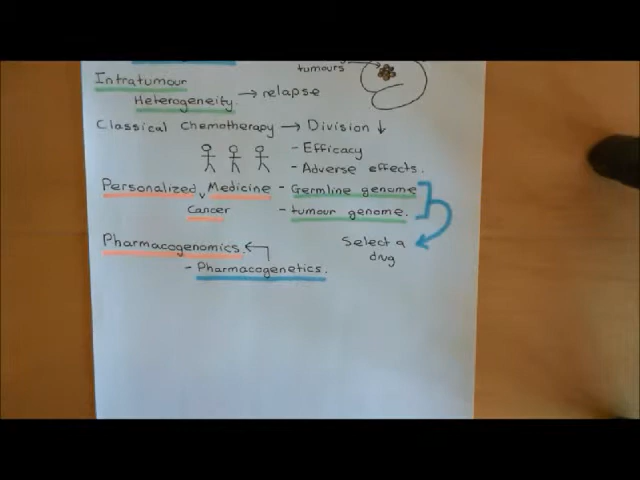 tumours
Intratumour
Heterogeneity → relapse
Classical Chemotherapy → Division ↓
- Efficacy
- Adverse effects.
Personalized Medicine - Germline genome
Cancer - tumour genome.
Select a
drug
Pharmacogenomics.
- Pharmacogenetics.